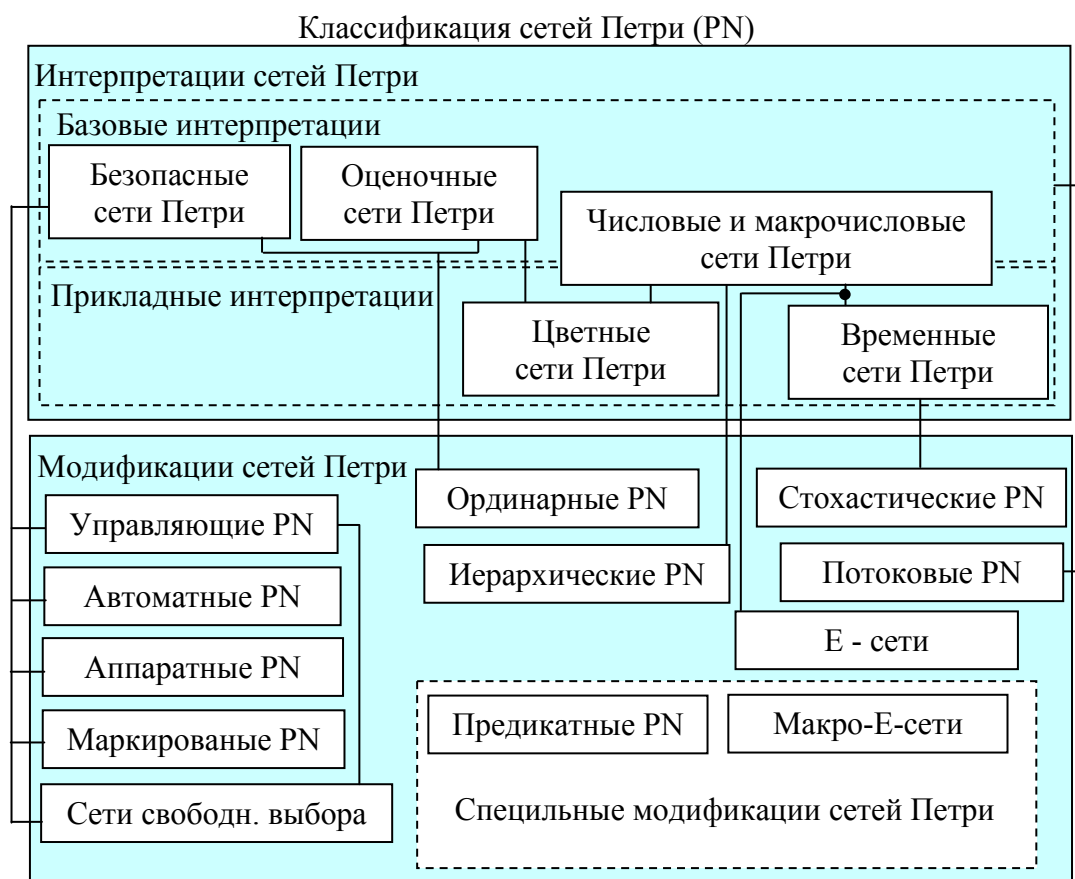 Классификация сетей Петри (PN)
Интерпретации сетей Петри
Базовые интерпретации
Безопасные
сети Петри
Оценочные
сети Петри
Числовые и макрочисловые
сети Петри
Прикладные интерпретации
Цветные
сети Петри
Временные
сети Петри
Модификации сетей Петри
Ординарные PN
Стохастические PN
Управляющие PN
Иерархические PN
Потоковые PN
Автоматные PN
Е - сети
Аппаратные PN
Предикатные PN
Макро-Е-сети
Маркированые PN
Сети свободн. выбора
Специльные модификации сетей Петри